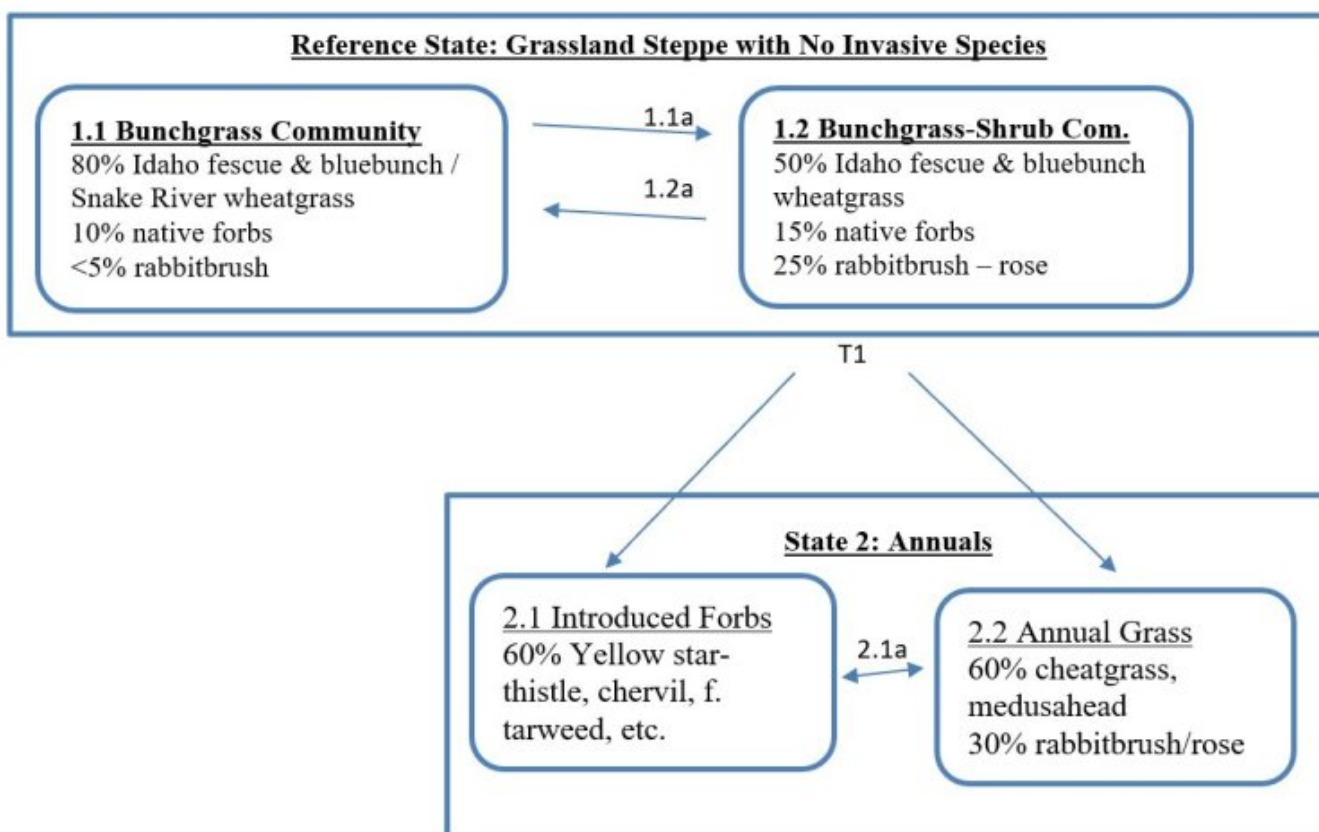 Reference State: Grassland Steppe with No Invasive Species
1.1 Bunchgrass Community
80% Idaho fescue & bluebunch /
Snake River wheatgrass
10% native forbs
<5% rabbitbrush
1.1a
1.2a
1.2 Bunchgrass-Shrub Com.
50% Idaho fescue & bluebunch
wheatgrass
15% native forbs
25% rabbitbrush – rose
T1
State 2: Annuals
2.1 Introduced Forbs
60% Yellow star-
thistle, chervil, f.
tarweed, etc.
2.1a
2.2 Annual Grass
60% cheatgrass,
medusahead
30% rabbitbrush/rose